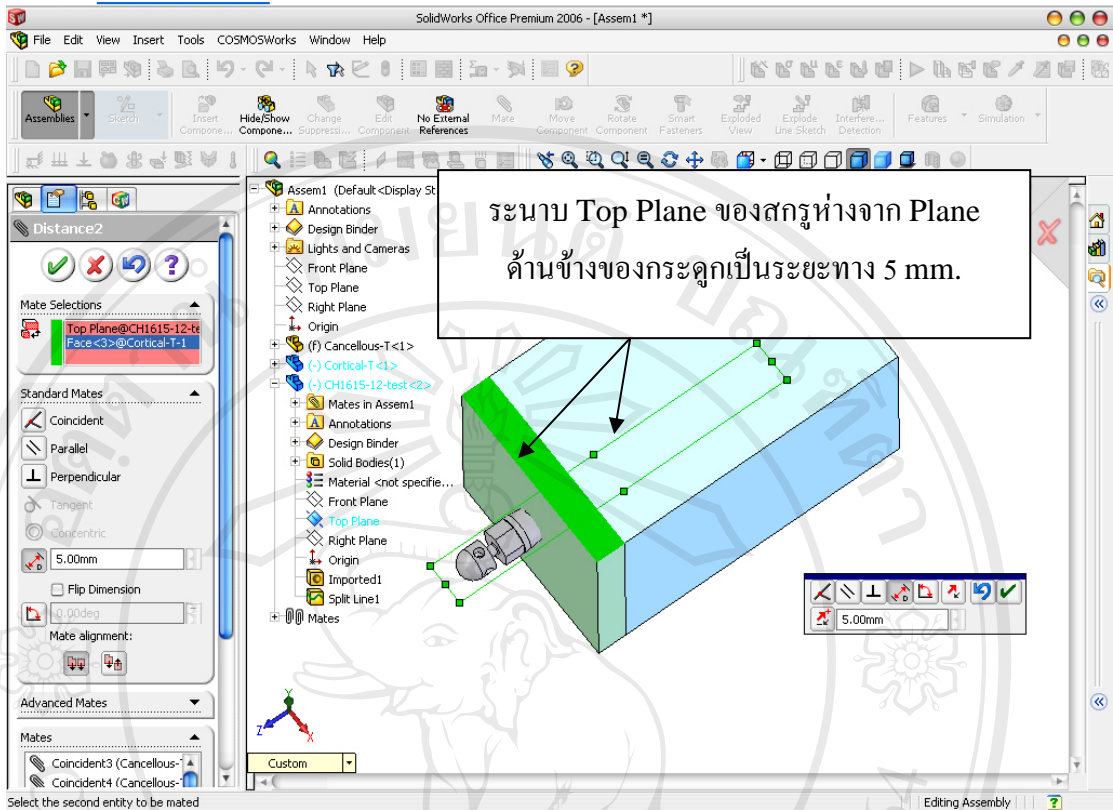 SolidWorks Office Premium 2006 - [Assem1 *]
File Edit View Insert Tools COSMOSWorks Window Help
Assemblies Sketch Insert Compone... Hide/Show Compone... Change Suppressi... Edit Component No External References Mate Move Component Rotate Component Smart Fasteners Exploded View Explode Line Sketch Interfere... Detection Features Simulation
Distance2
Mate Selections
Top Plane@CH1615-12-te
Face<3>@Cortical-T-1
Standard Mates
Coincident
Parallel
Perpendicular
Tangent
Concentric
5.00mm
Flip Dimension
0.00deg
Mate alignment:
Advanced Mates
Mates
Coincident3 (Cancellous-T
Coincident4 (Cancellous-T
Assem1 (Default<Display St
Annotations
Design Binder
Lights and Cameras
Front Plane
Top Plane
Right Plane
Origin
(f) Cancellous-T<1>
(-) Cortical-T<1>
(-) CH1615-12-test<2>
Mates in Assem1
Annotations
Design Binder
Solid Bodies(1)
Material <not specifie...
Front Plane
Top Plane
Right Plane
Origin
Imported1
Split Line1
Mates
ระนาบ Top Plane ของสกรูห่างจาก Plane
ด้านข้างของกระดูกเป็นระยะทาง 5 mm.
5.00mm
Y
Z
X
Custom
Select the second entity to be mated
Editing Assembly